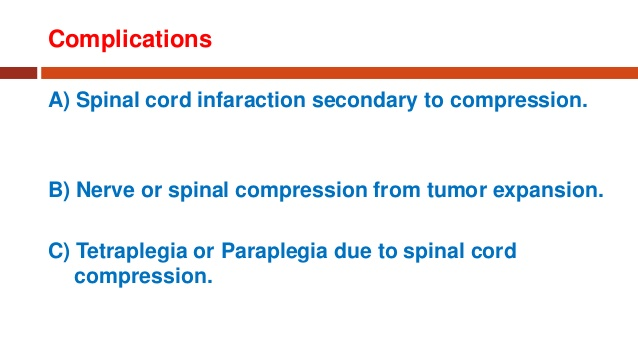 Complications
A) Spinal cord infaraction secondary to compression.
B) Nerve or spinal compression from tumor expansion.
C) Tetraplegia or Paraplegia due to spinal cord
compression.